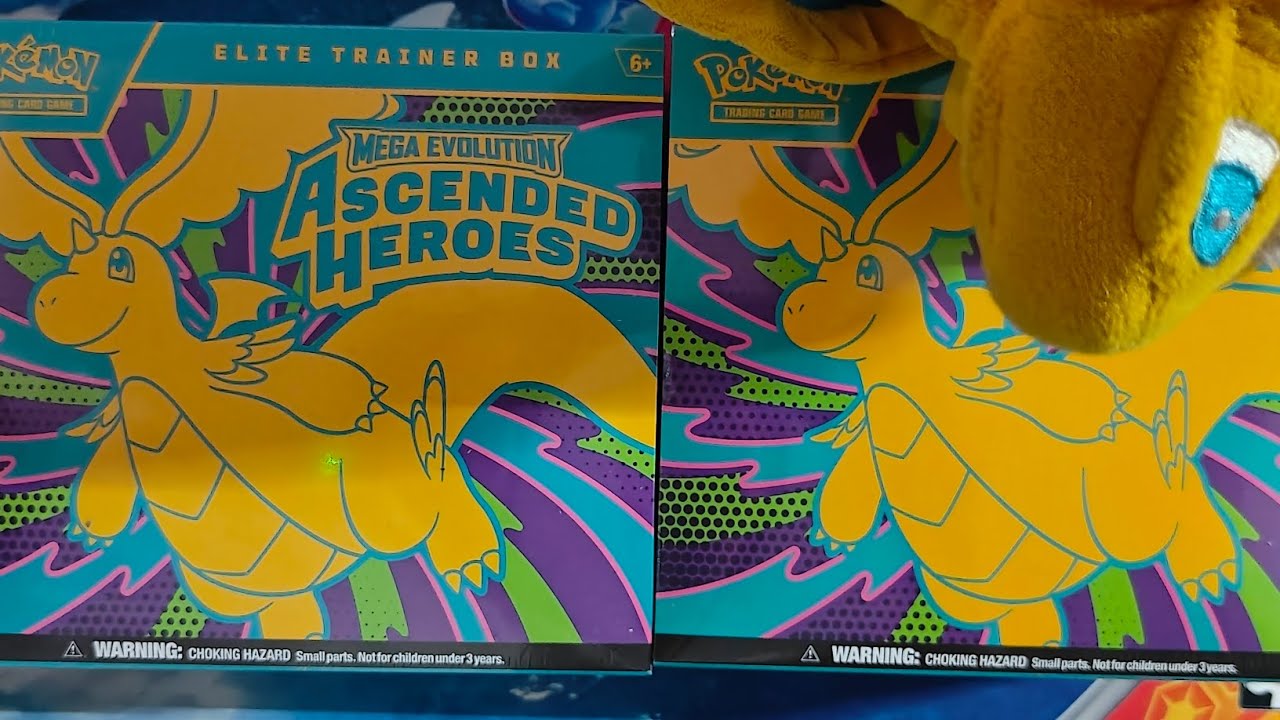 POKéMON
TRADING CARD GAME
ELITE TRAINER BOX
6+
MEGA EVOLUTION
ASCENDED
HEROES
WARNING: CHOKING HAZARD Small parts. Not for children under 3 years.
POKéMON
TRADING CARD GAME
WARNING: CHOKING HAZARD Small parts. Not for children under 3 years.